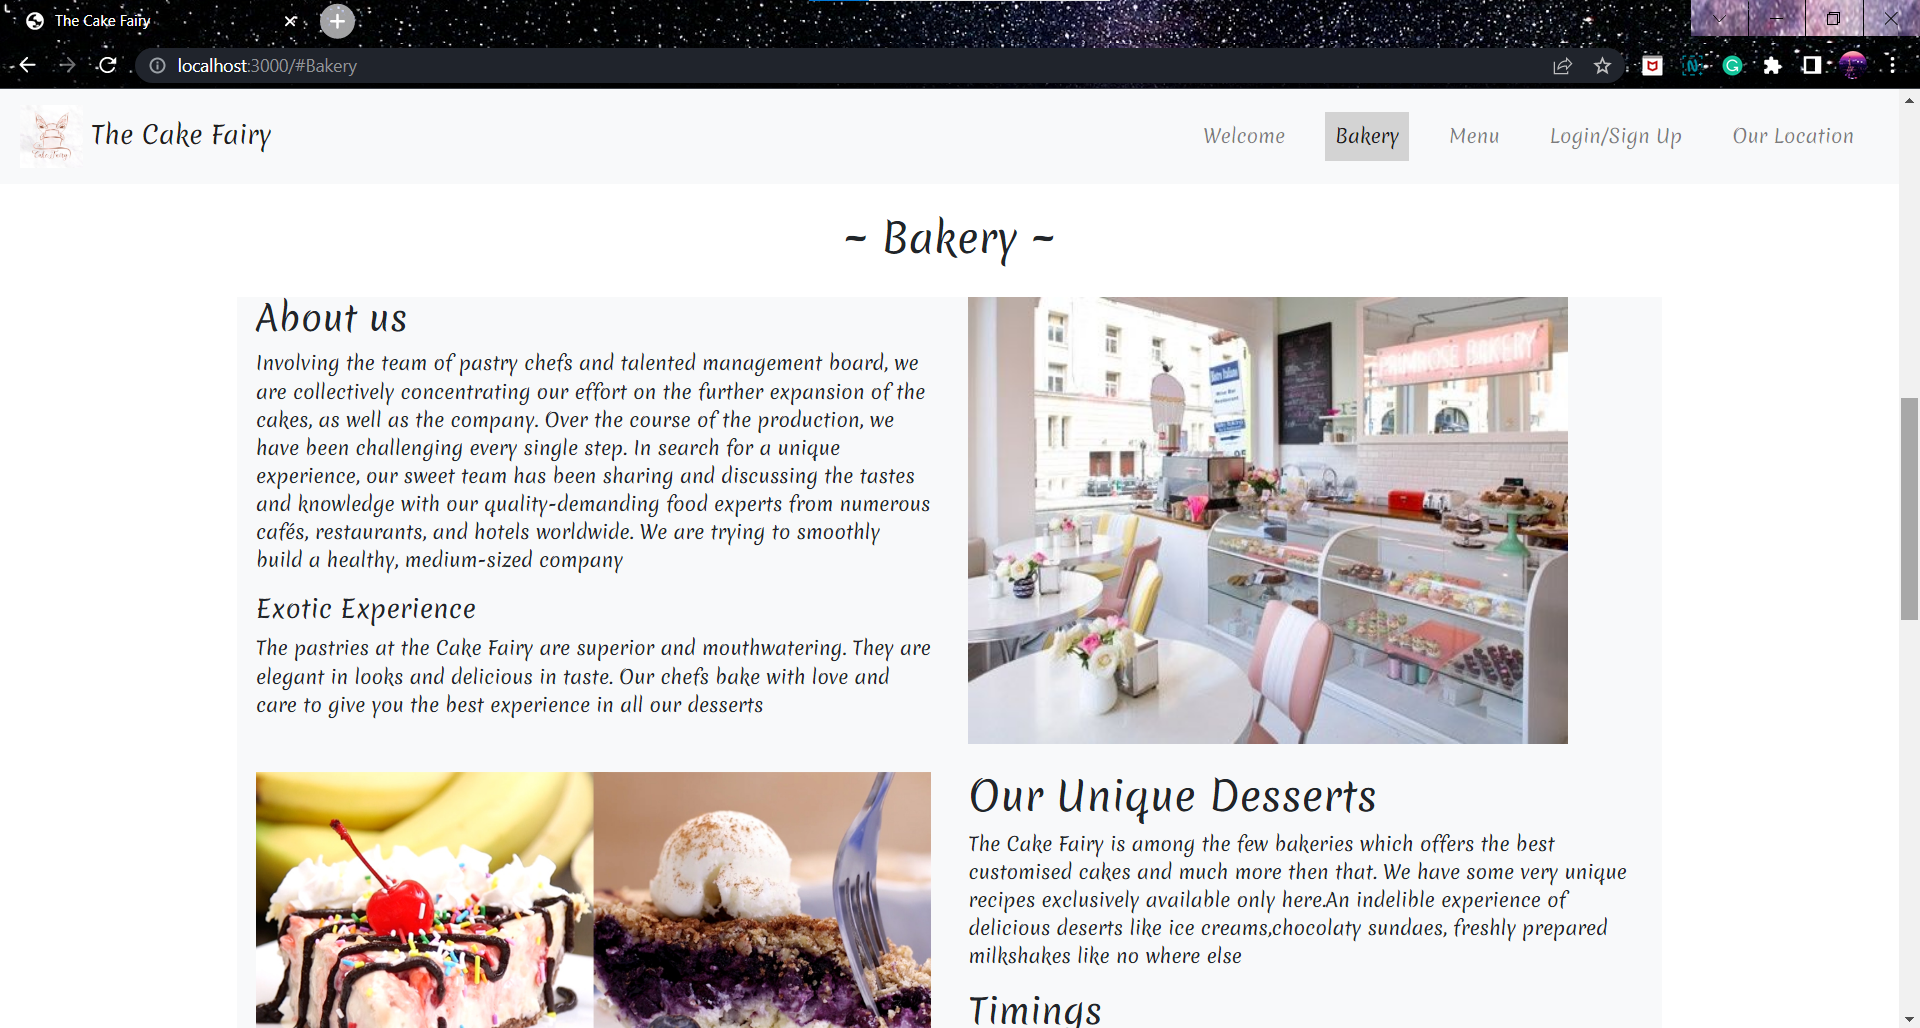 The Cake Fairy
localhost:3000/#Bakery
The Cake Fairy
Welcome
Bakery
Menu
Login/Sign Up
Our Location
~ Bakery ~
About us
Involving the team of pastry chefs and talented management board, we
are collectively concentrating our effort on the further expansion of the
cakes, as well as the company. Over the course of the production, we
have been challenging every single step. In search for a unique
experience, our sweet team has been sharing and discussing the tastes
and knowledge with our quality-demanding food experts from numerous
cafés, restaurants, and hotels worldwide. We are trying to smoothly
build a healthy, medium-sized company
Exotic Experience
The pastries at the Cake Fairy are superior and mouthwatering. They are
elegant in looks and delicious in taste. Our chefs bake with love and
care to give you the best experience in all our desserts
PRIMROSE BAKERY
Our Unique Desserts
The Cake Fairy is among the few bakeries which offers the best
customised cakes and much more then that. We have some very unique
recipes exclusively available only here.An indelible experience of
delicious deserts like ice creams,chocolaty sundaes, freshly prepared
milkshakes like no where else
Timings